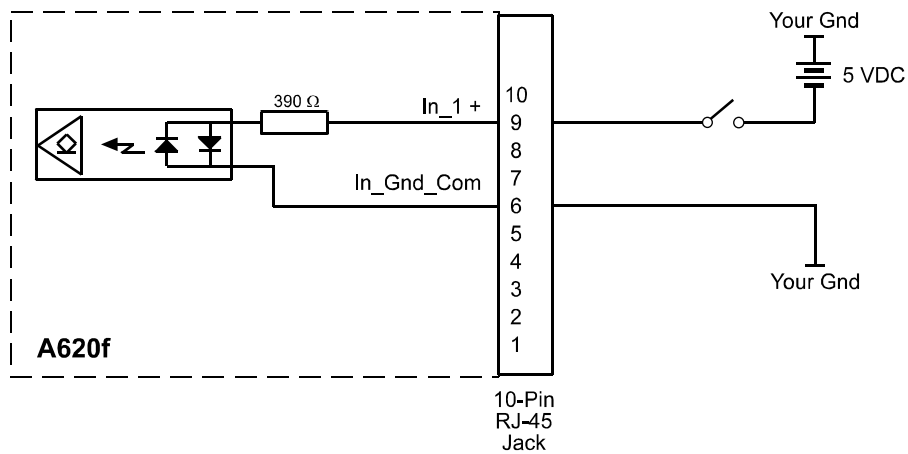 Your Gnd
5 VDC
390 Ω
In_1 +
10
9
8
7
In_Gnd_Com
6
5
4
3
2
1
Your Gnd
A620f
10-Pin
RJ-45
Jack